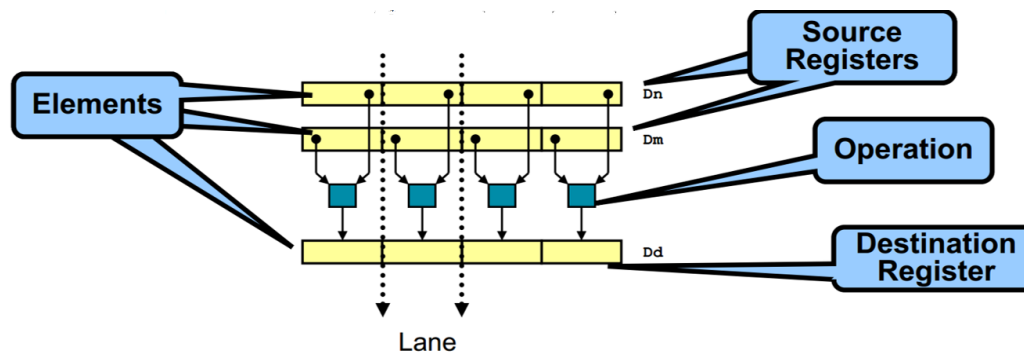 Source
Registers
Elements
Dn
Dm
Operation
Dd
Destination
Register
Lane